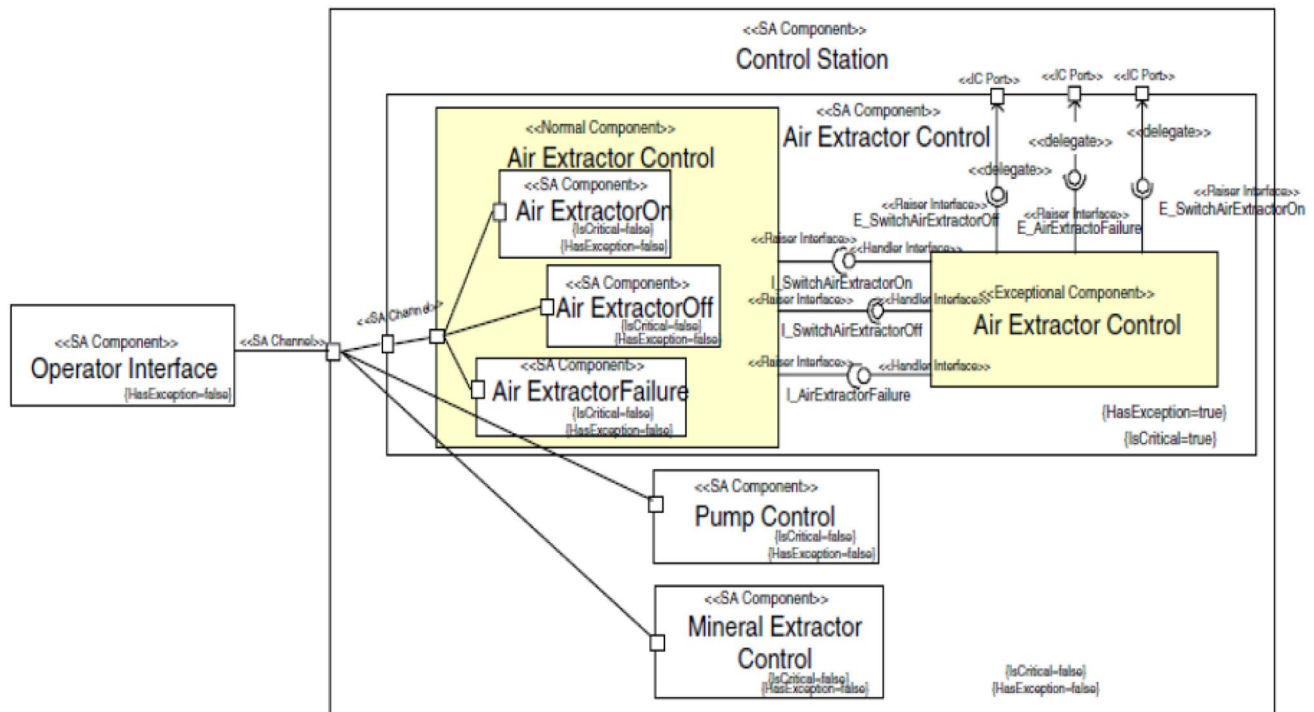 <<SA Component>>
Control Station
<<IC Port>>
<<IC Port>>
<<IC Port>>
<<SA Component>>
Air Extractor Control
<<delegate>>
<<delegate>>
<<delegate>>
<<Raiser Interface>>
E_SwitchAirExtractorOff
<<Raiser Interface>>
E_AirExtractoFailure
<<Raiser Interface>>
E_SwitchAirExtractorOn
<<Normal Component>>
Air Extractor Control
<<SA Component>>
Air ExtractorOn
{IsCritical=false}
{HasException=false}
<<SA Component>>
Air ExtractorOff
{IsCritical=false}
{HasException=false}
<<SA Component>>
Air ExtractorFailure
{IsCritical=false}
{HasException=false}
<<Raiser Interface>>
<<Handler Interface>>
I_SwitchAirExtractorOn
<<Raiser Interface>>
<<Handler Interface>>
I_SwitchAirExtractorOff
<<Raiser Interface>>
<<Handler Interface>>
I_AirExtractorFailure
<<Exceptional Component>>
Air Extractor Control
{HasException=true}
{IsCritical=true}
<<SA Component>>
Operator Interface
{HasException=false}
<<SA Channel>>
<<SA Channel>>
<<SA Component>>
Pump Control
{IsCritical=false}
{HasException=false}
<<SA Component>>
Mineral Extractor
Control
{IsCritical=false}
{HasException=false}
{IsCritical=false}
{HasException=false}